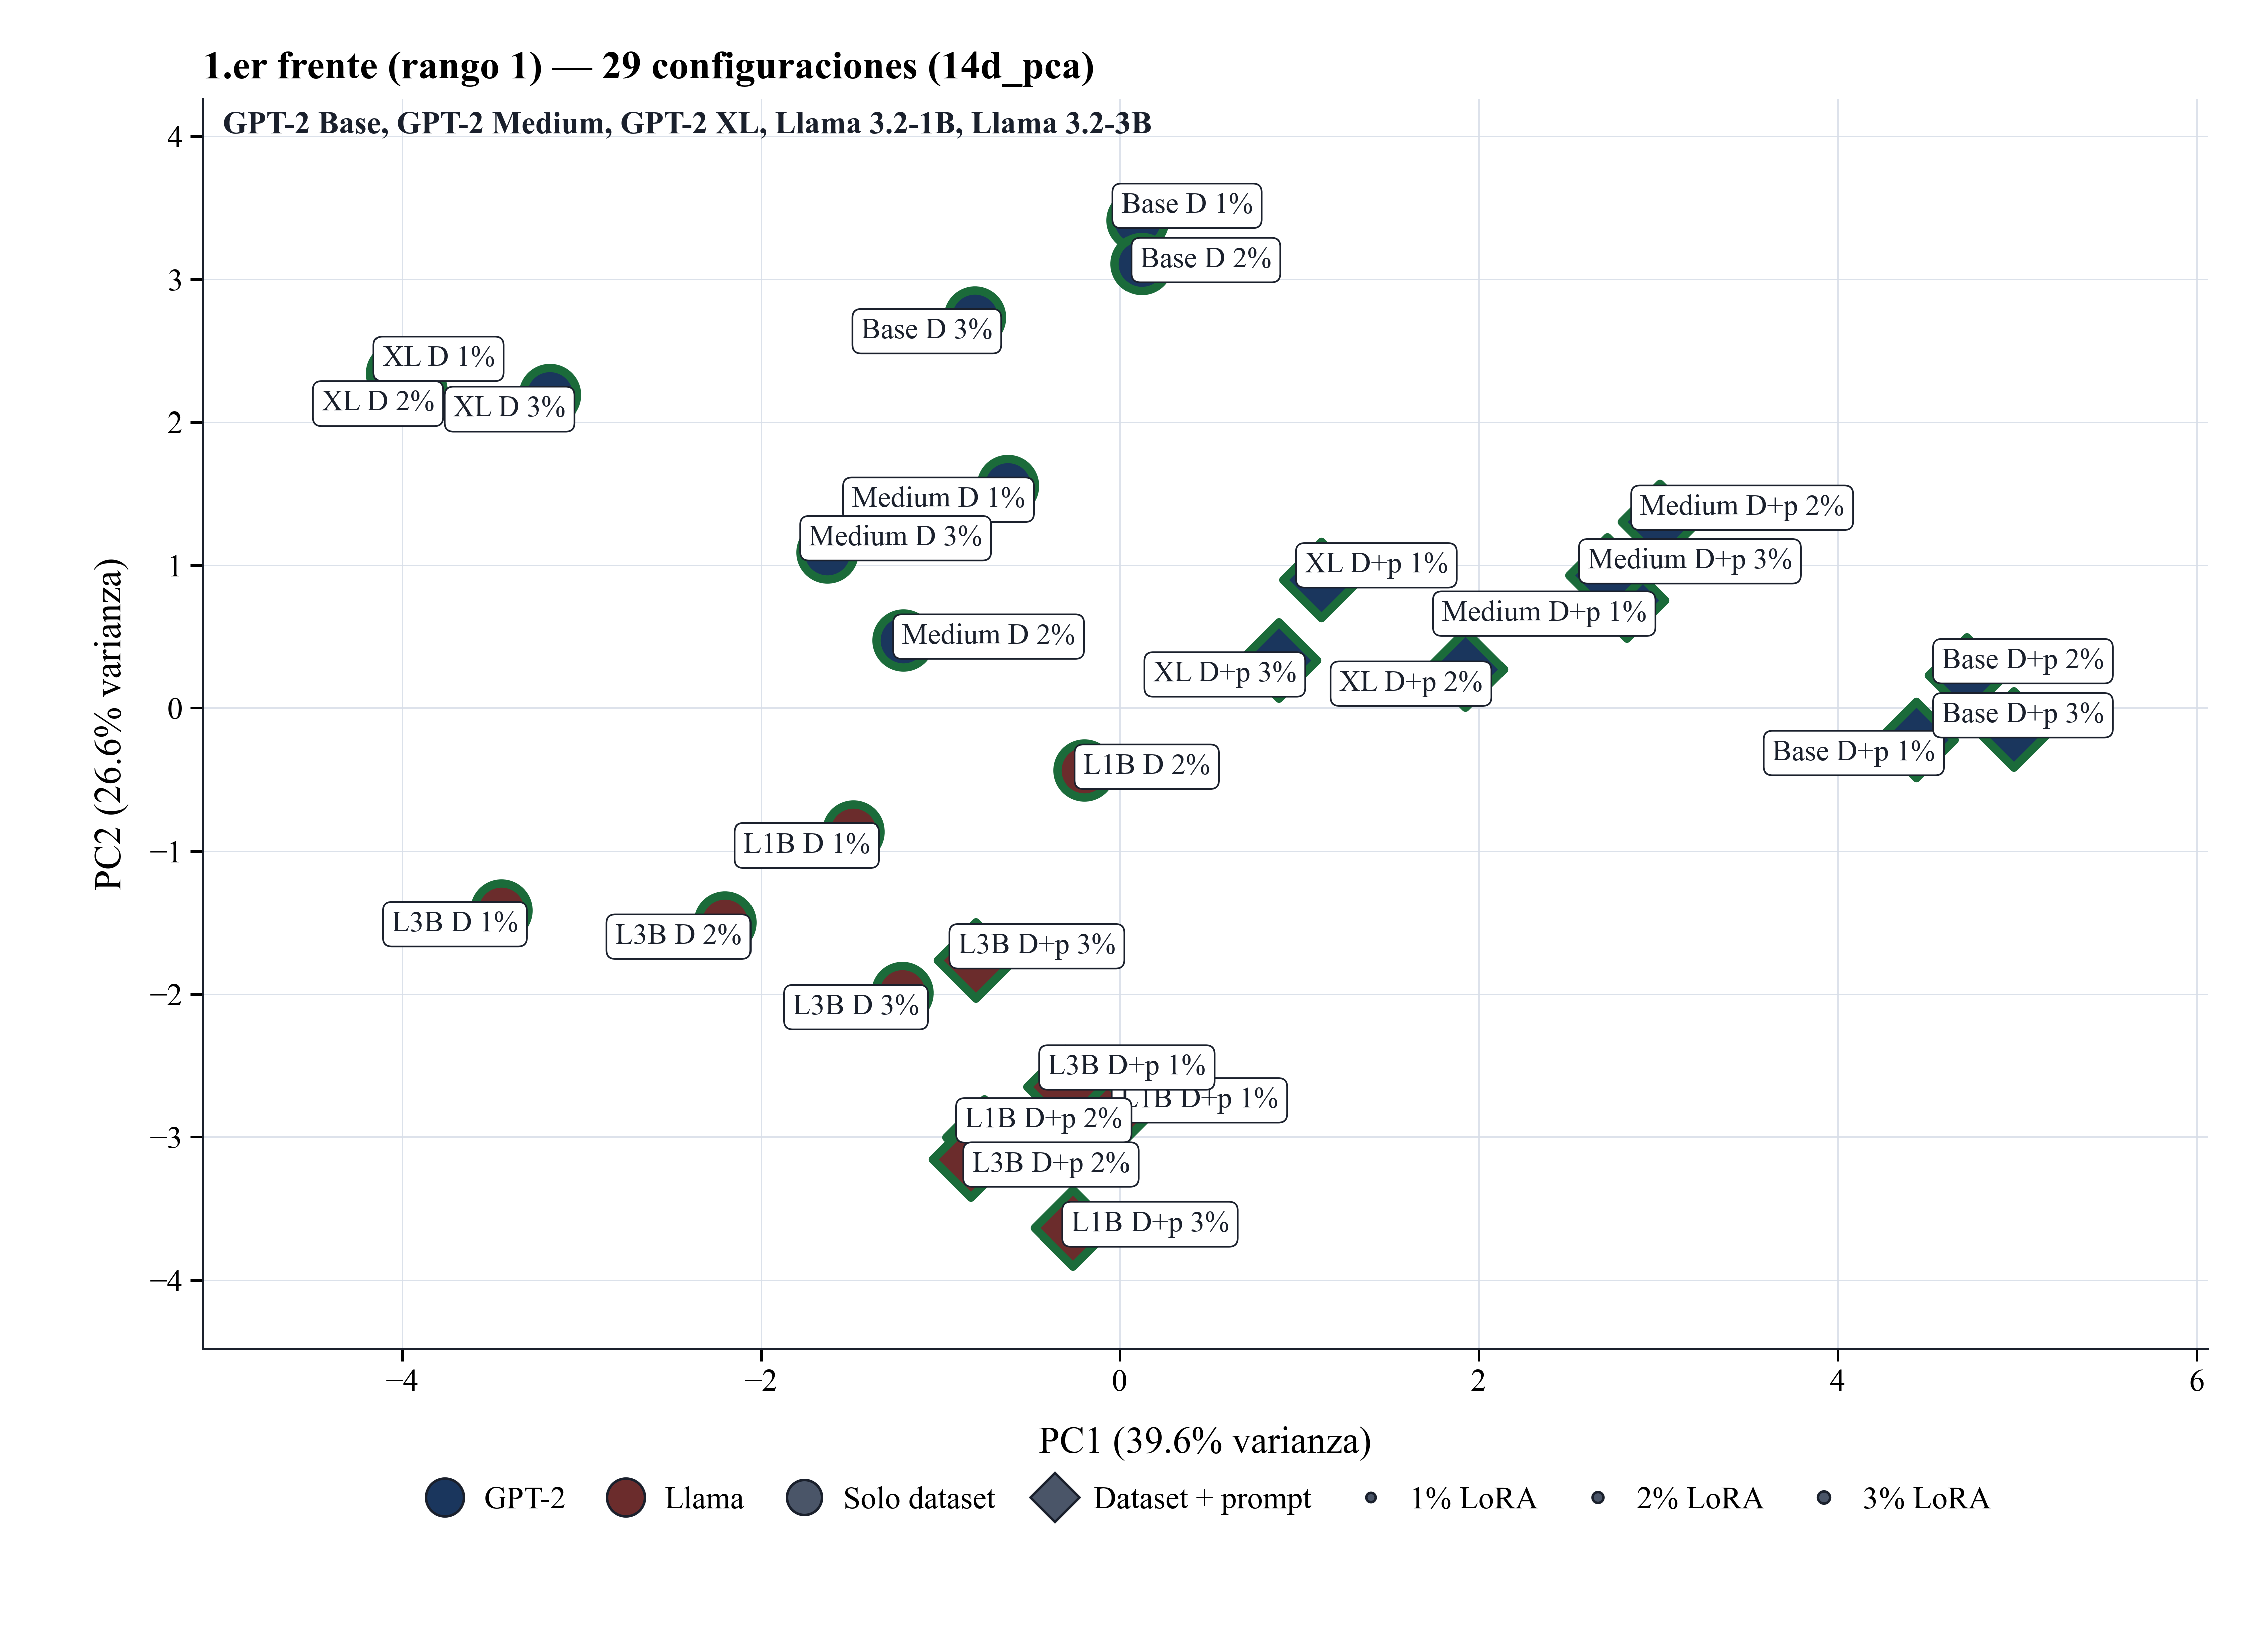 1.er frente (rango 1) — 29 configuraciones (14d_pca)
GPT-2 Base, GPT-2 Medium, GPT-2 XL, Llama 3.2-1B, Llama 3.2-3B
4
3
2
1
0
−1
−2
−3
−4
PC2 (26.6% varianza)
Base D 1%
Base D 2%
Base D 3%
XL D 1%
XL D 2%
XL D 3%
Medium D 1%
Medium D 3%
Medium D 2%
Medium D+p 2%
Medium D+p 3%
XL D+p 1%
Medium D+p 1%
XL D+p 3%
XL D+p 2%
Base D+p 2%
Base D+p 3%
Base D+p 1%
L1B D 2%
L1B D 1%
L3B D 1%
L3B D 2%
L3B D+p 3%
L3B D 3%
L3B D+p 1%
L1B D+p 1%
L1B D+p 2%
L3B D+p 2%
L1B D+p 3%
−4
−2
0
2
4
6
PC1 (39.6% varianza)
GPT-2
Llama
Solo dataset
Dataset + prompt
1% LoRA
2% LoRA
3% LoRA